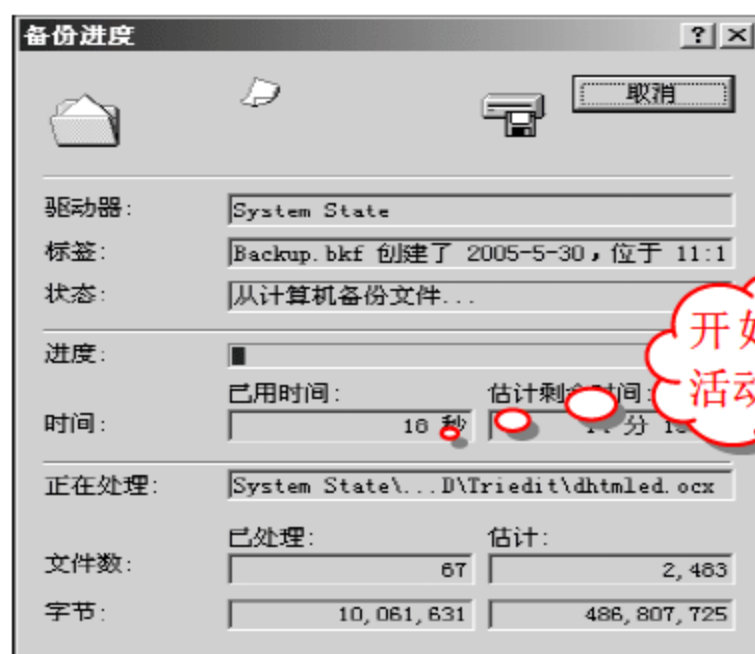 备份进度
取消
驱动器: System State
标签: Backup.bkf 创建了 2005-5-30，位于 11:1
状态: 从计算机备份文件...
进度:
已用时间: 估计剩余时间:
时间: 18 秒 分
正在处理: System State\...D\Triedit\dhtmled.ocx
已处理: 估计:
文件数: 67 2,483
字节: 10,061,631 486,807,725
开始
活动